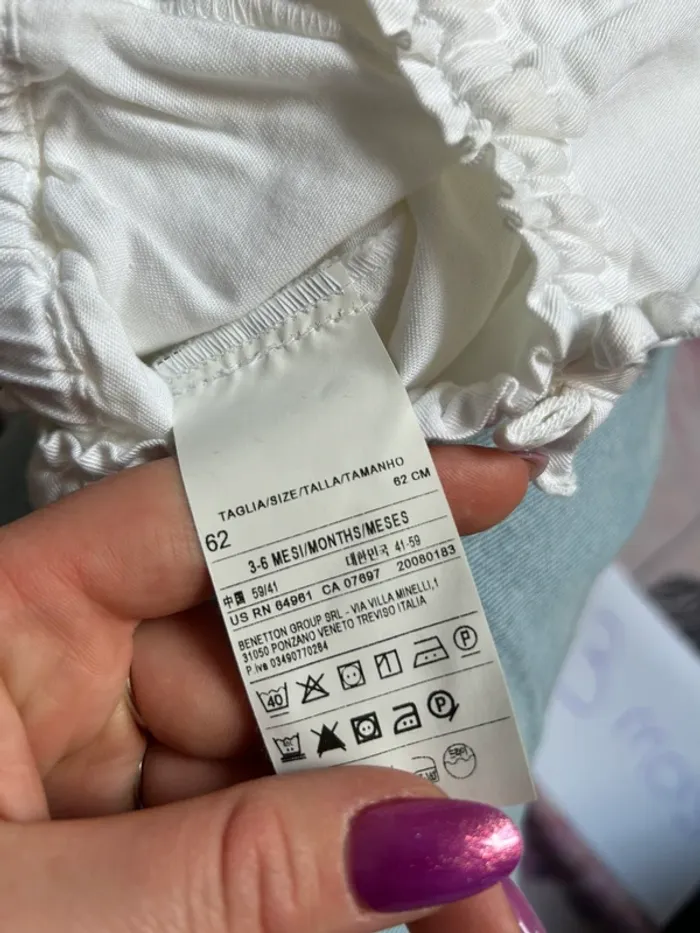 TAGLIA/SIZE/TALLA/TAMANHO
62 CM
62
3-6 MESI/MONTHS/MESES
中国 59/41 대한민국 41-59
US RN 64961 CA 07697 20080183
BENETTON GROUP SRL - VIA VILLA MINELLI,1
31050 PONZANO VENETO TREVISO ITALIA
P.iva 03490770264
40 P
P